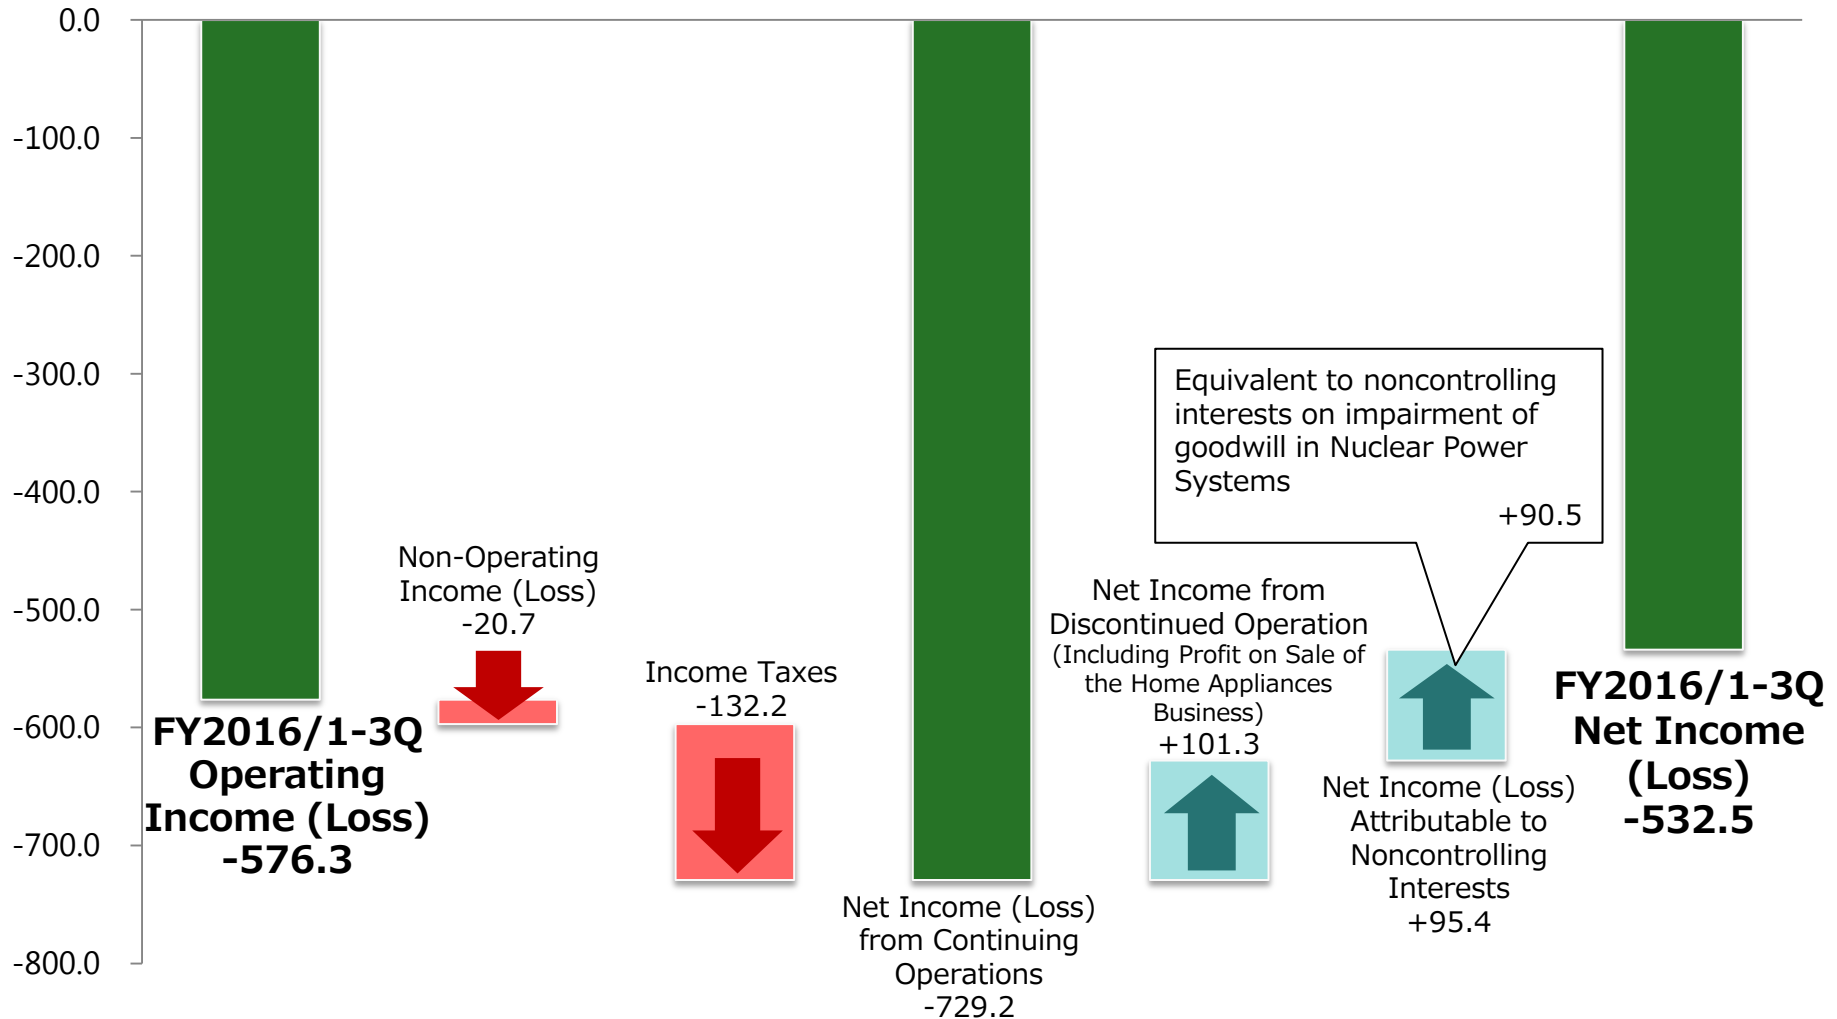 0.0
-100.0
-200.0
-300.0
-400.0
-500.0
-600.0
-700.0
-800.0
FY2016/1-3Q
Operating
Income (Loss)
-576.3
Non-Operating
Income (Loss)
-20.7
Income Taxes
-132.2
Net Income (Loss)
from Continuing
Operations
-729.2
Net Income from
Discontinued Operation
(Including Profit on Sale of
the Home Appliances
Business)
+101.3
Equivalent to noncontrolling
interests on impairment of
goodwill in Nuclear Power
Systems
+90.5
Net Income (Loss)
Attributable to
Noncontrolling
Interests
+95.4
FY2016/1-3Q
Net Income
(Loss)
-532.5